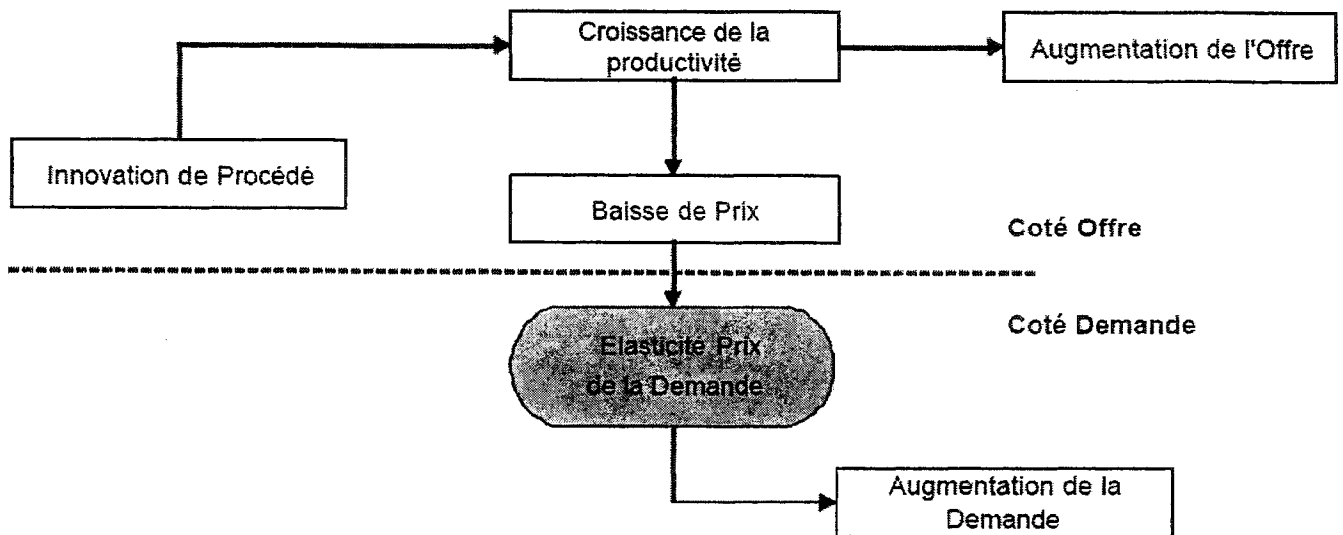 Croissance de la
productivité
Augmentation de l'Offre
Innovation de Procédé
Baisse de Prix
Coté Offre
Coté Demande
Elasticité Prix
de la Demande
Augmentation de la
Demande